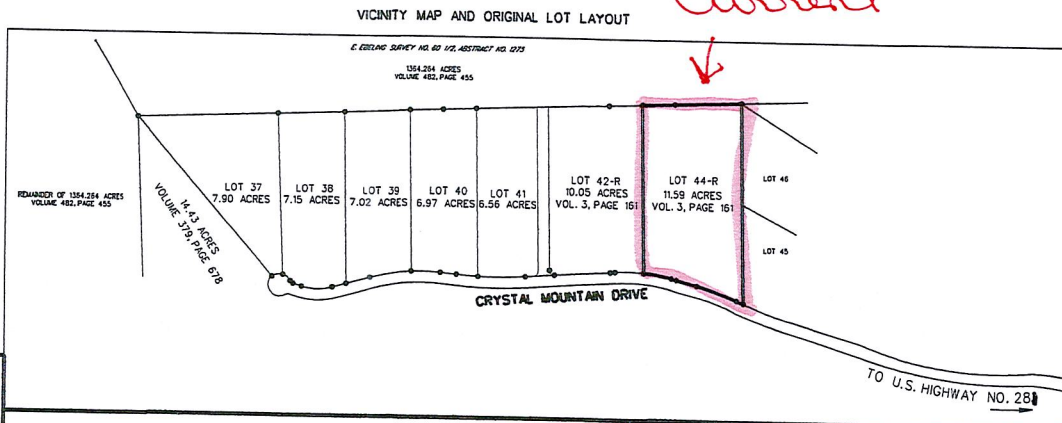 VICINITY MAP AND ORIGINAL LOT LAYOUT
Current
E. EBELING SURVEY NO. 60 1/2, ABSTRACT NO. 1275
1364.264 ACRES
VOLUME 482, PAGE 455
REMAINDER OF 1364.264 ACRES
VOLUME 482, PAGE 455
14.43 ACRES
VOLUME 379, PAGE 678
LOT 37
7.90 ACRES
LOT 38
7.15 ACRES
LOT 39
7.02 ACRES
LOT 40
6.97 ACRES
LOT 41
6.56 ACRES
LOT 42-R
10.05 ACRES
VOL. 3, PAGE 161
LOT 44-R
11.59 ACRES
VOL. 3, PAGE 161
LOT 46
LOT 45
CRYSTAL MOUNTAIN DRIVE
TO U.S. HIGHWAY NO. 281